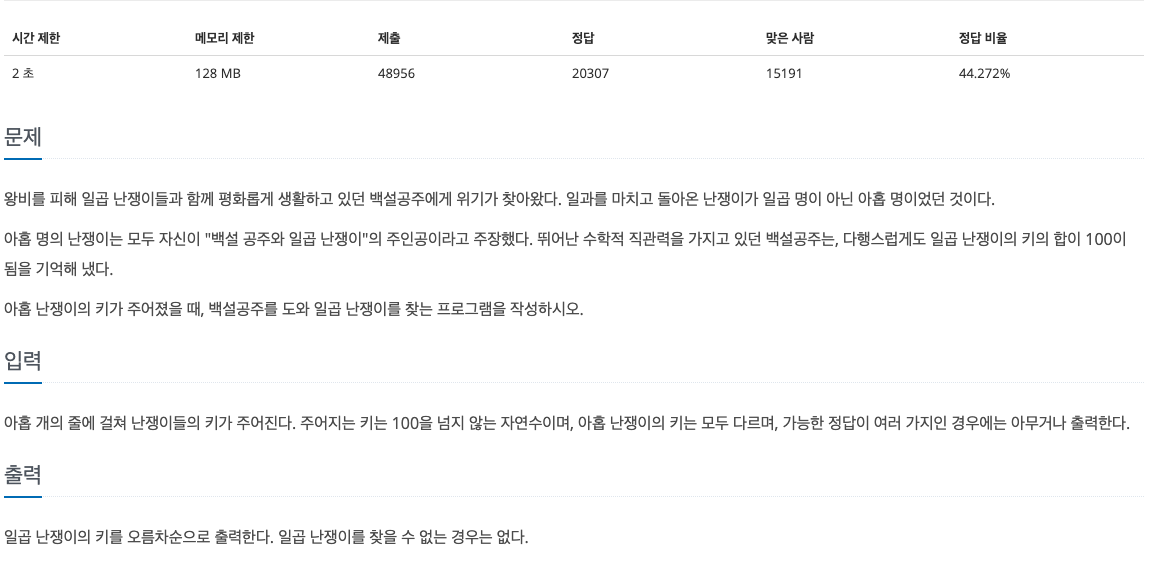 시간 제한 메모리 제한 제출 정답 맞은 사람 정답 비율
2 초 128 MB 48956 20307 15191 44.272%
문제
왕비를 피해 일곱 난쟁이들과 함께 평화롭게 생활하고 있던 백설공주에게 위기가 찾아왔다. 일과를 마치고 돌아온 난쟁이가 일곱 명이 아닌 아홉 명이었던 것이다.
아홉 명의 난쟁이는 모두 자신이 "백설 공주와 일곱 난쟁이"의 주인공이라고 주장했다. 뛰어난 수학적 직관력을 가지고 있던 백설공주는, 다행스럽게도 일곱 난쟁이의 키의 합이 100이
됨을 기억해 냈다.
아홉 난쟁이의 키가 주어졌을 때, 백설공주를 도와 일곱 난쟁이를 찾는 프로그램을 작성하시오.
입력
아홉 개의 줄에 걸쳐 난쟁이들의 키가 주어진다. 주어지는 키는 100을 넘지 않는 자연수이며, 아홉 난쟁이의 키는 모두 다르며, 가능한 정답이 여러 가지인 경우에는 아무거나 출력한다.
출력
일곱 난쟁이의 키를 오름차순으로 출력한다. 일곱 난쟁이를 찾을 수 없는 경우는 없다.